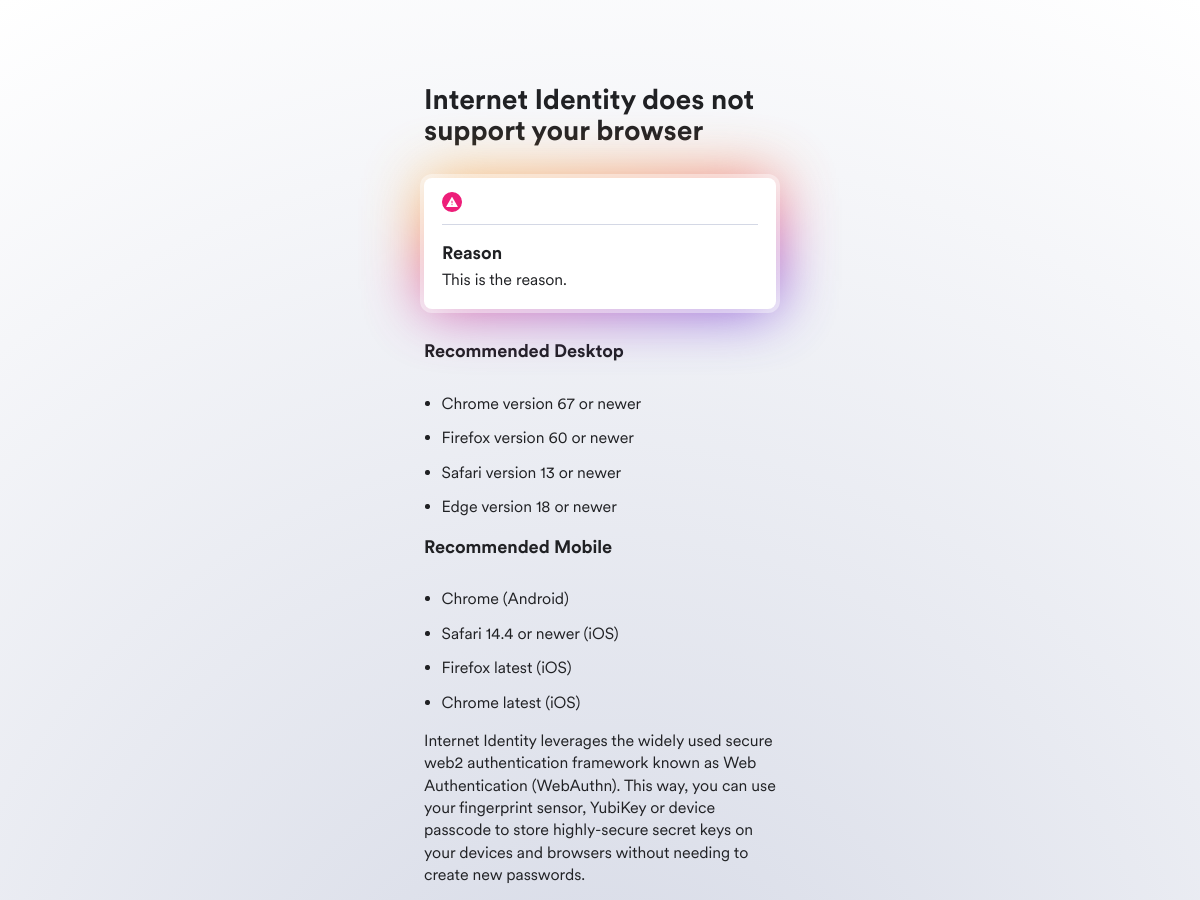 Internet Identity does not
support your browser
Reason
This is the reason.
Recommended Desktop
• Chrome version 67 or newer
• Firefox version 60 or newer
• Safari version 13 or newer
• Edge version 18 or newer
Recommended Mobile
• Chrome (Android)
• Safari 14.4 or newer (iOS)
• Firefox latest (iOS)
• Chrome latest (iOS)
Internet Identity leverages the widely used secure
web2 authentication framework known as Web
Authentication (WebAuthn). This way, you can use
your fingerprint sensor, YubiKey or device
passcode to store highly-secure secret keys on
your devices and browsers without needing to
create new passwords.